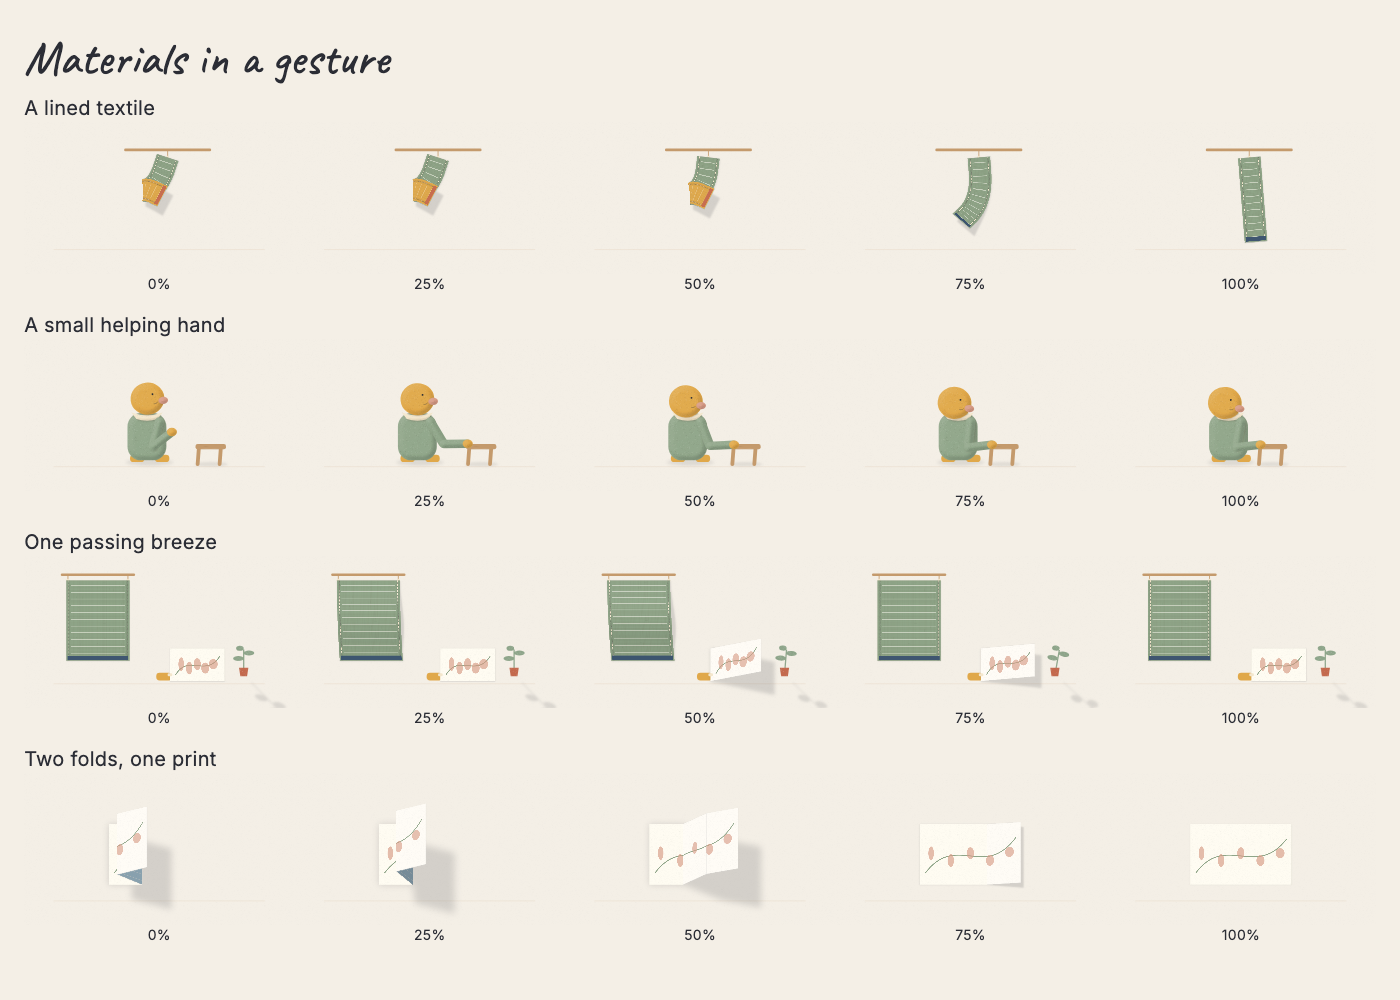 Materials in a gesture
A lined textile
0% 25% 50% 75% 100%
A small helping hand
0% 25% 50% 75% 100%
One passing breeze
0% 25% 50% 75% 100%
Two folds, one print
0% 25% 50% 75% 100%